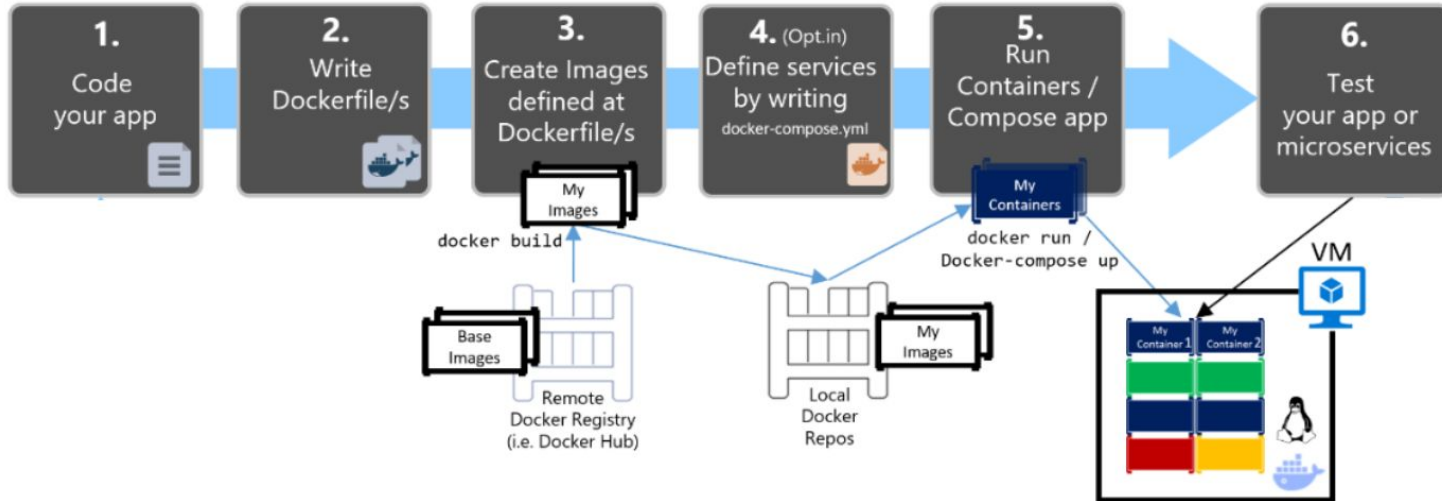 1.
Code
your app
2.
Write
Dockerfile/s
3.
Create Images
defined at
Dockerfile/s
4. (Opt.in)
Define services
by writing
docker-compose.yml
5.
Run
Containers /
Compose app
6.
Test
your app or
microservices
My
Images
docker build
My
Containers
docker run /
Docker-compose up
VM
Base
Images
Remote
Docker Registry
(i.e. Docker Hub)
My
Images
Local
Docker
Repos
My
Container 1
My
Container 2